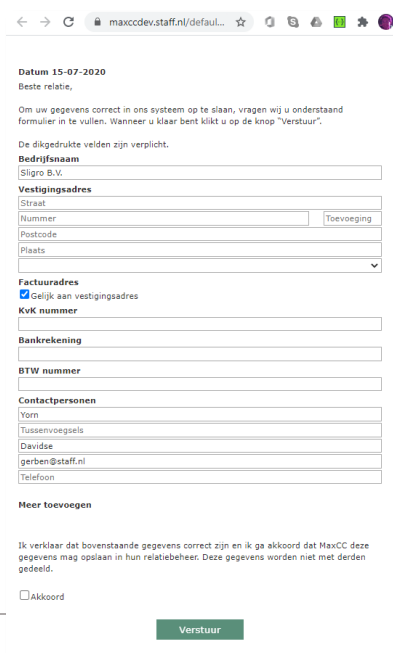 maxccdev.staff.nl/defaul...
Datum 15-07-2020
Beste relatie,
Om uw gegevens correct in ons systeem op te slaan, vragen wij u onderstaand
formulier in te vullen. Wanneer u klaar bent klikt u op de knop "Verstuur".
De dikgedrukte velden zijn verplicht.
Bedrijfsnaam
Sligro B.V.
Vestigingsadres
Straat
Nummer Toevoeging
Postcode
Plaats
Factuuradres
Gelijk aan vestigingsadres
KvK nummer
Bankrekening
BTW nummer
Contactpersonen
Yorn
Tussenvoegsels
Davidse
gerben@staff.nl
Telefoon
Meer toevoegen
Ik verklaar dat bovenstaande gegevens correct zijn en ik ga akkoord dat MaxCC deze
gegevens mag opslaan in hun relatiebeheer. Deze gegevens worden niet met derden
gedeeld.
Akkoord
Verstuur